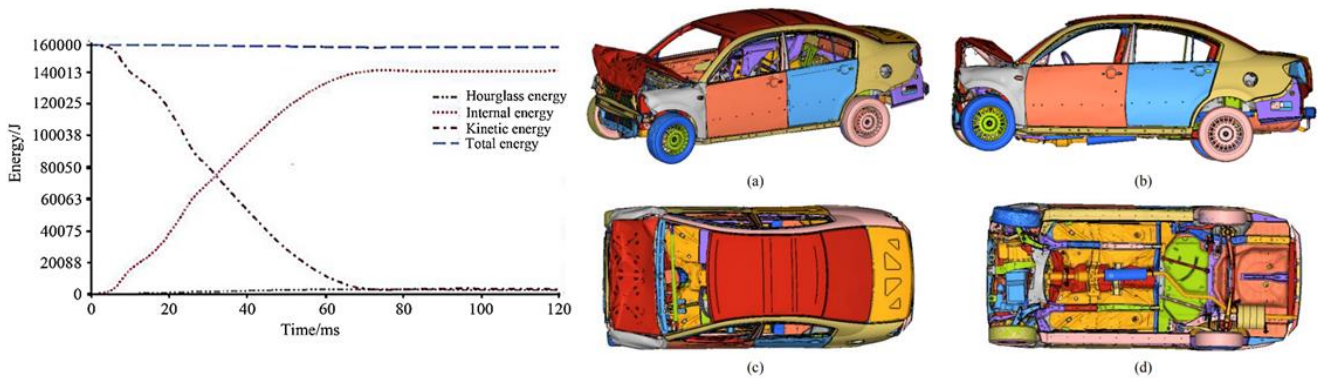 160000
140013
120025
100038
80050
60063
40075
20088
0
Energy/J
0
20
40
60
80
100
120
Time/ms
Hourglass energy
Internal energy
Kinetic energy
Total energy
(a)
(b)
(c)
(d)